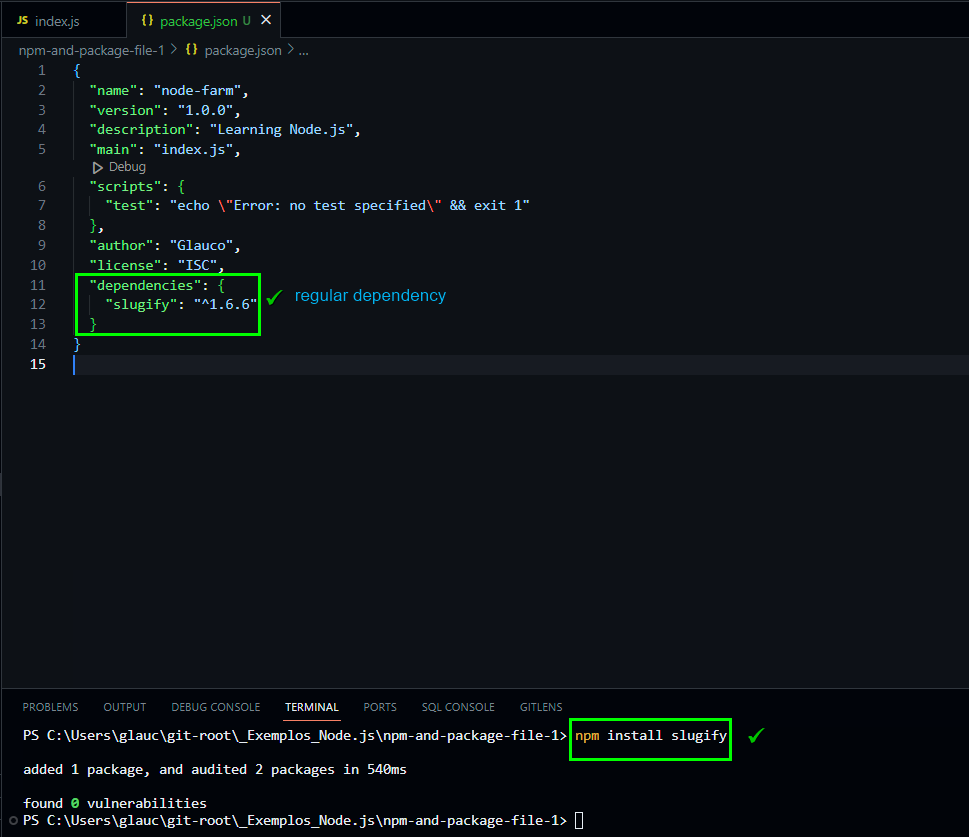 JS index.js
{} package.json U ×
npm-and-package-file-1 > {} package.json > ...
1 {
2 "name": "node-farm",
3 "version": "1.0.0",
4 "description": "Learning Node.js",
5 "main": "index.js",
Debug
6 "scripts": {
7 "test": "echo \"Error: no test specified\" && exit 1"
8 },
9 "author": "Glauco",
10 "license": "ISC",
11 "dependencies": {
12 "slugify": "^1.6.6"
✓ regular dependency
13 }
14 }
15
PROBLEMS OUTPUT DEBUG CONSOLE TERMINAL PORTS SQL CONSOLE GITLENS
PS C:\Users\glauc\git-root\_Exemplos_Node.js\npm-and-package-file-1> npm install slugify ✓
added 1 package, and audited 2 packages in 540ms
found 0 vulnerabilities
PS C:\Users\glauc\git-root\_Exemplos_Node.js\npm-and-package-file-1>